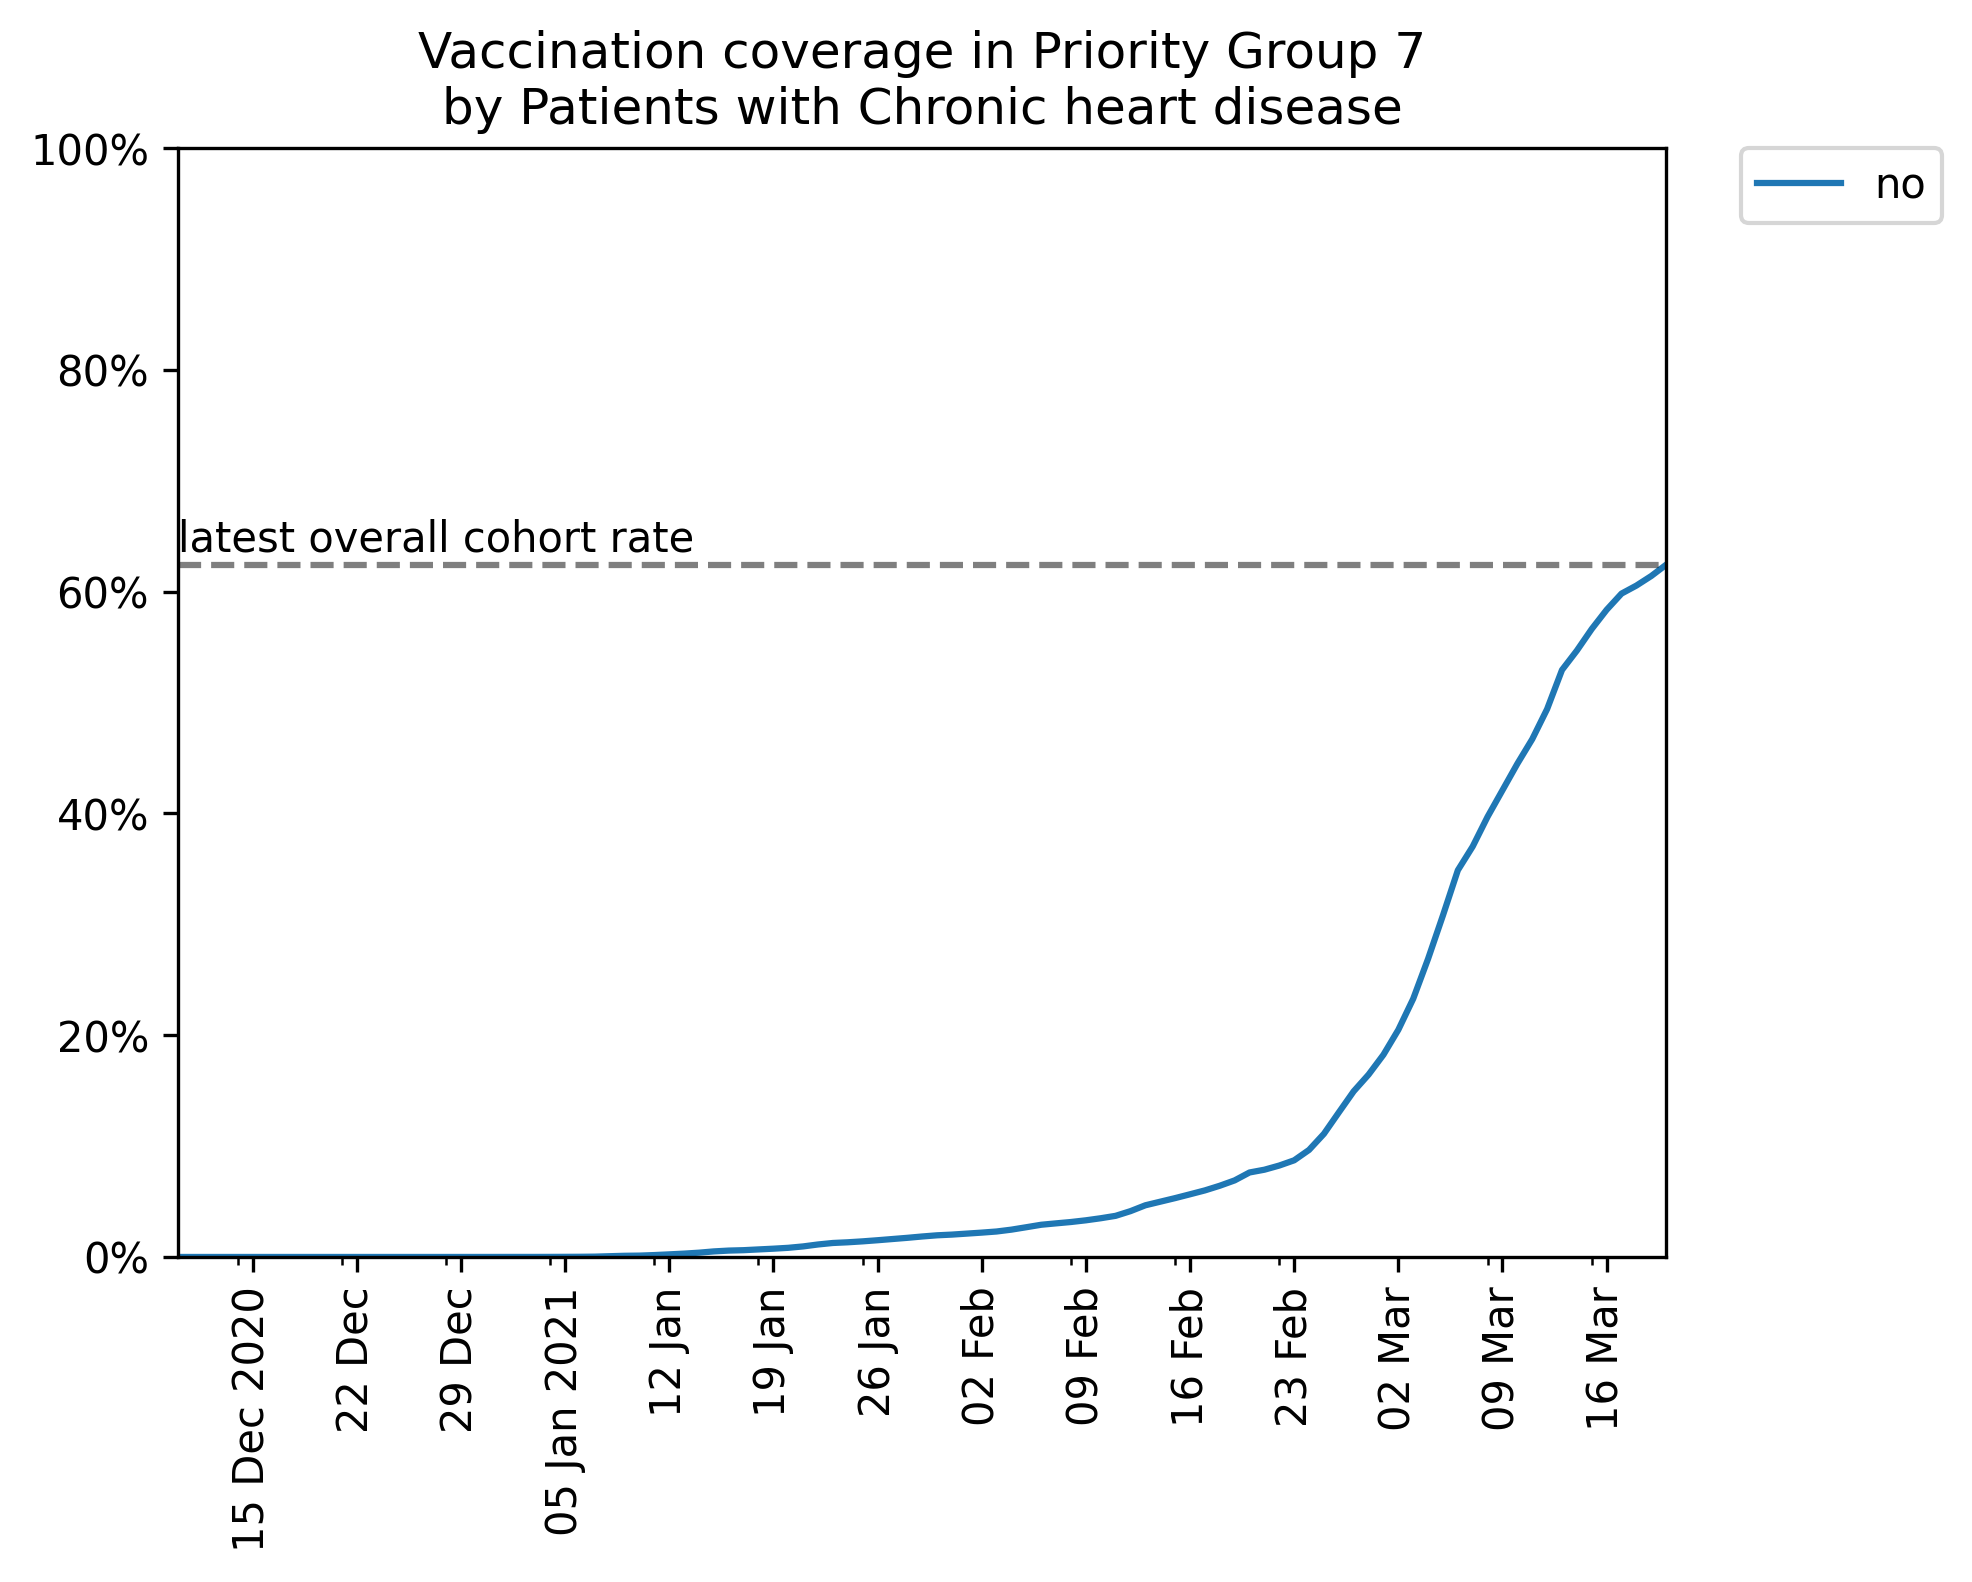 Vaccination coverage in Priority Group 7
by Patients with Chronic heart disease
100%
80%
60%
40%
20%
0%
latest overall cohort rate
no
15 Dec 2020
22 Dec
29 Dec
05 Jan 2021
12 Jan
19 Jan
26 Jan
02 Feb
09 Feb
16 Feb
23 Feb
02 Mar
09 Mar
16 Mar